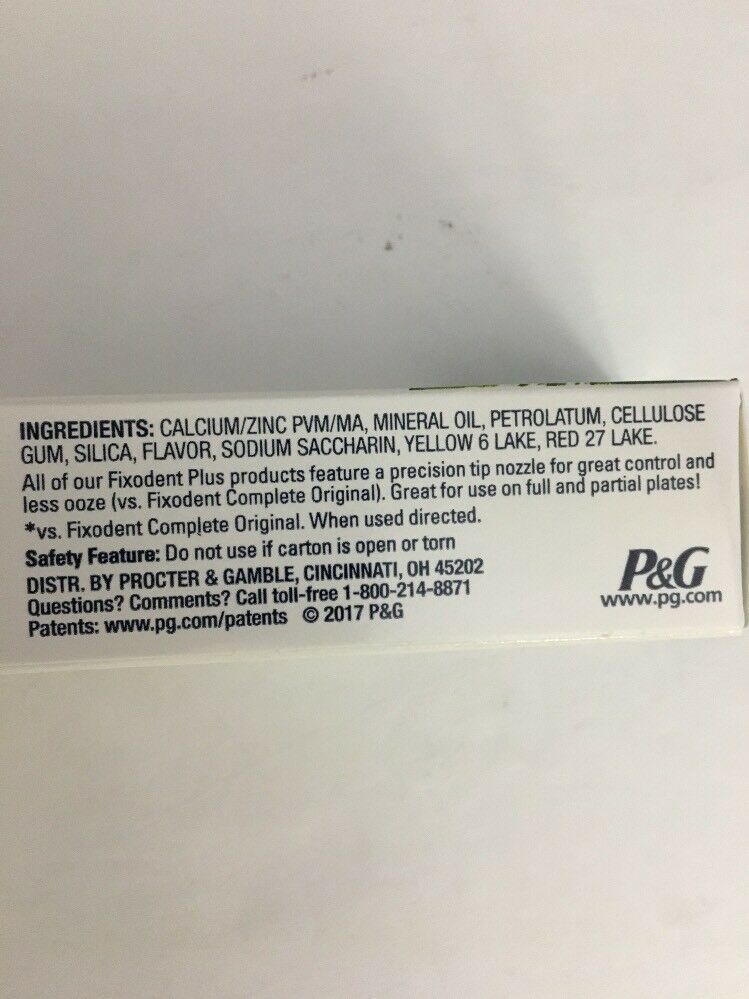 INGREDIENTS: CALCIUM/ZINC PVM/MA, MINERAL OIL, PETROLATUM, CELLULOSE
GUM, SILICA, FLAVOR, SODIUM SACCHARIN, YELLOW 6 LAKE, RED 27 LAKE.
All of our Fixodent Plus products feature a precision tip nozzle for great control and
less ooze (vs. Fixodent Complete Original). Great for use on full and partial plates!
*vs. Fixodent Complete Original. When used directed.
Safety Feature: Do not use if carton is open or torn
DISTR. BY PROCTER & GAMBLE, CINCINNATI, OH 45202
Questions? Comments? Call toll-free 1-800-214-8871
Patents: www.pg.com/patents © 2017 P&G
P&G
www.pg.com